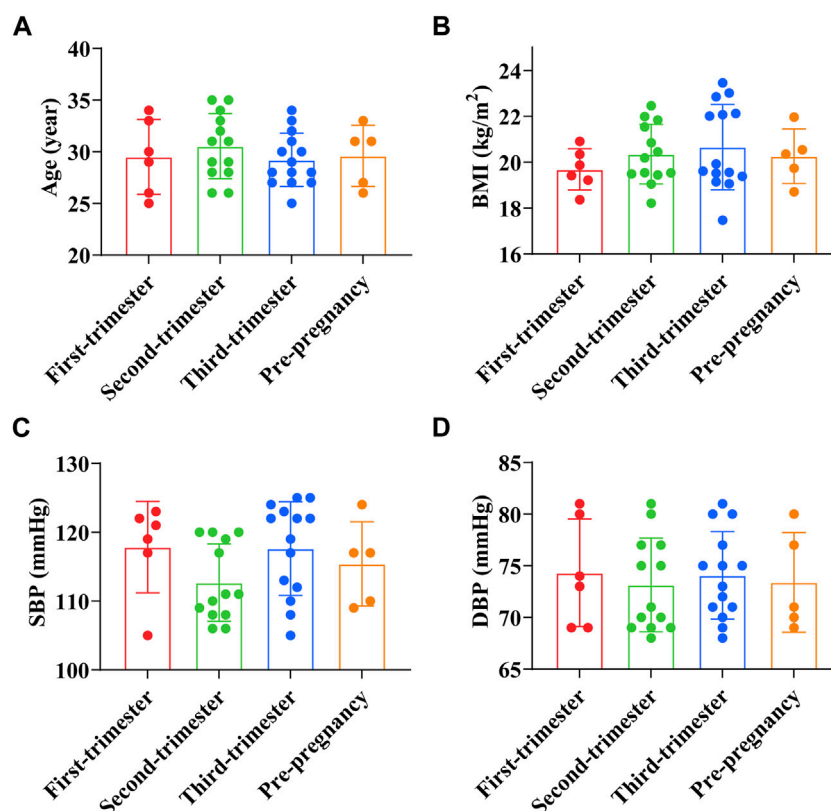 A
40
35
30
25
20
Age (year)
First-trimester
Second-trimester
Third-trimester
Pre-pregnancy
B
24
22
20
18
16
BMI (kg/m²)
First-trimester
Second-trimester
Third-trimester
Pre-pregnancy
C
130
120
110
100
SBP (mmHg)
First-trimester
Second-trimester
Third-trimester
Pre-pregnancy
D
85
80
75
70
65
DBP (mmHg)
First-trimester
Second-trimester
Third-trimester
Pre-pregnancy